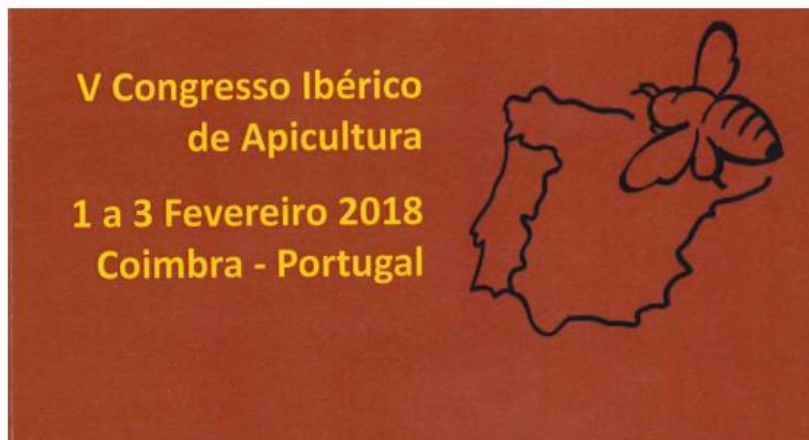 V Congresso Ibérico
de Apicultura
1 a 3 Fevereiro 2018
Coimbra - Portugal